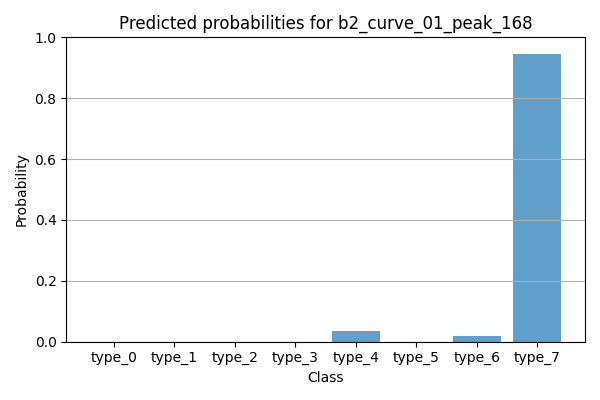 Predicted probabilities for b2_curve_01_peak_168
1.0
0.8
0.6
0.4
0.2
0.0
Probability
type_0 type_1 type_2 type_3 type_4 type_5 type_6 type_7
Class